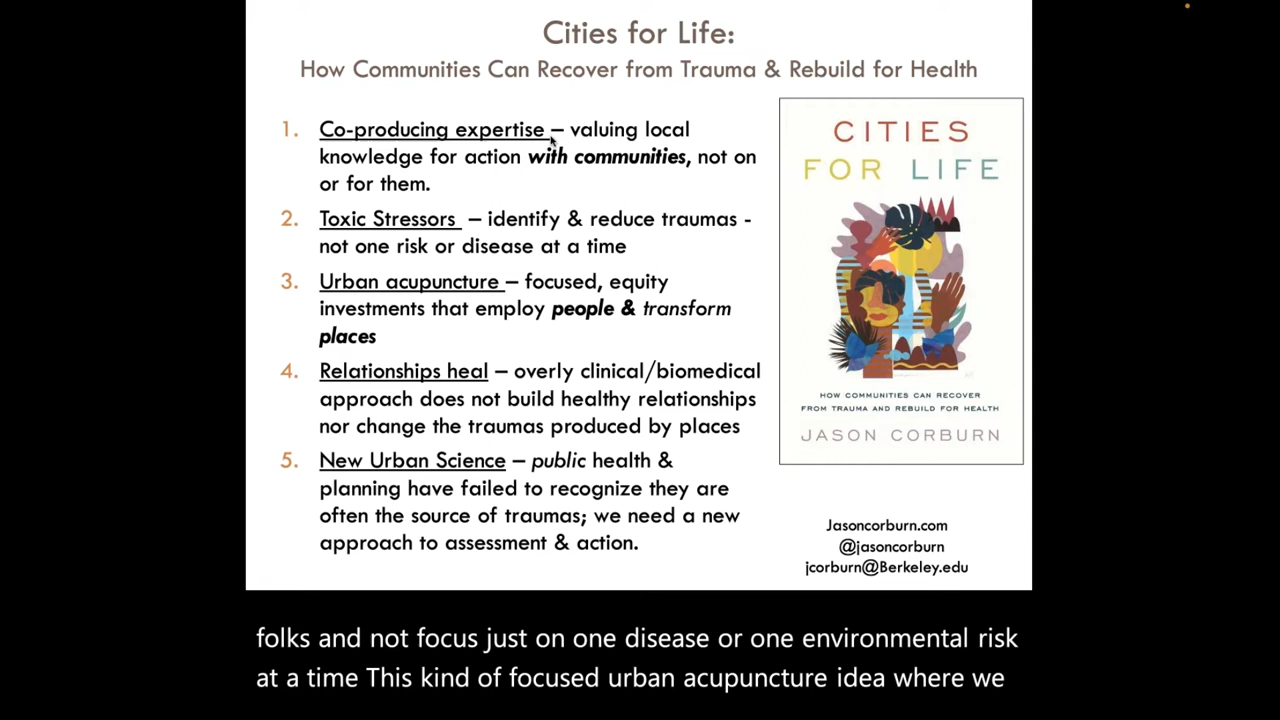 Cities for Life:
How Communities Can Recover from Trauma & Rebuild for Health
1. Co-producing expertise – valuing local
knowledge for action with communities, not on
or for them.
2. Toxic Stressors – identify & reduce traumas -
not one risk or disease at a time
3. Urban acupuncture – focused, equity
investments that employ people & transform
places
4. Relationships heal – overly clinical/biomedical
approach does not build healthy relationships
nor change the traumas produced by places
5. New Urban Science – public health &
planning have failed to recognize they are
often the source of traumas; we need a new
approach to assessment & action.
CITIES
FOR LIFE
HOW COMMUNITIES CAN RECOVER
FROM TRAUMA AND REBUILD FOR HEALTH
JASON CORBURN
Jasoncorburn.com
@jasoncorburn
jcorburn@Berkeley.edu
folks and not focus just on one disease or one environmental risk
at a time This kind of focused urban acupuncture idea where we